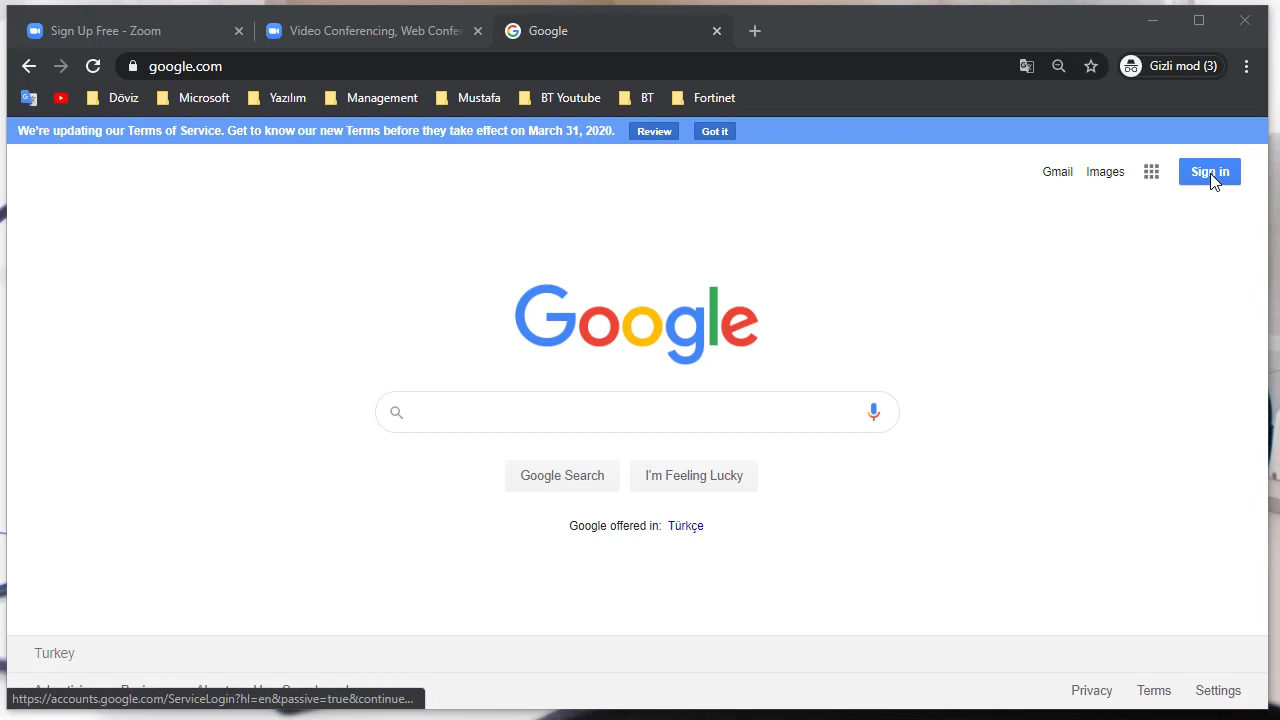 Sign Up Free - Zoom
Video Conferencing, Web Confer
Google
google.com
Gizli mod (3)
Döviz
Microsoft
Yazılım
Management
Mustafa
BT Youtube
BT
Fortinet
We're updating our Terms of Service. Get to know our new Terms before they take effect on March 31, 2020.
Review
Got it
Gmail
Images
Sign in
Google
Google Search
I'm Feeling Lucky
Google offered in: Türkçe
Turkey
https://accounts.google.com/ServiceLogin?hl=en&passive=true&continue...
Privacy
Terms
Settings